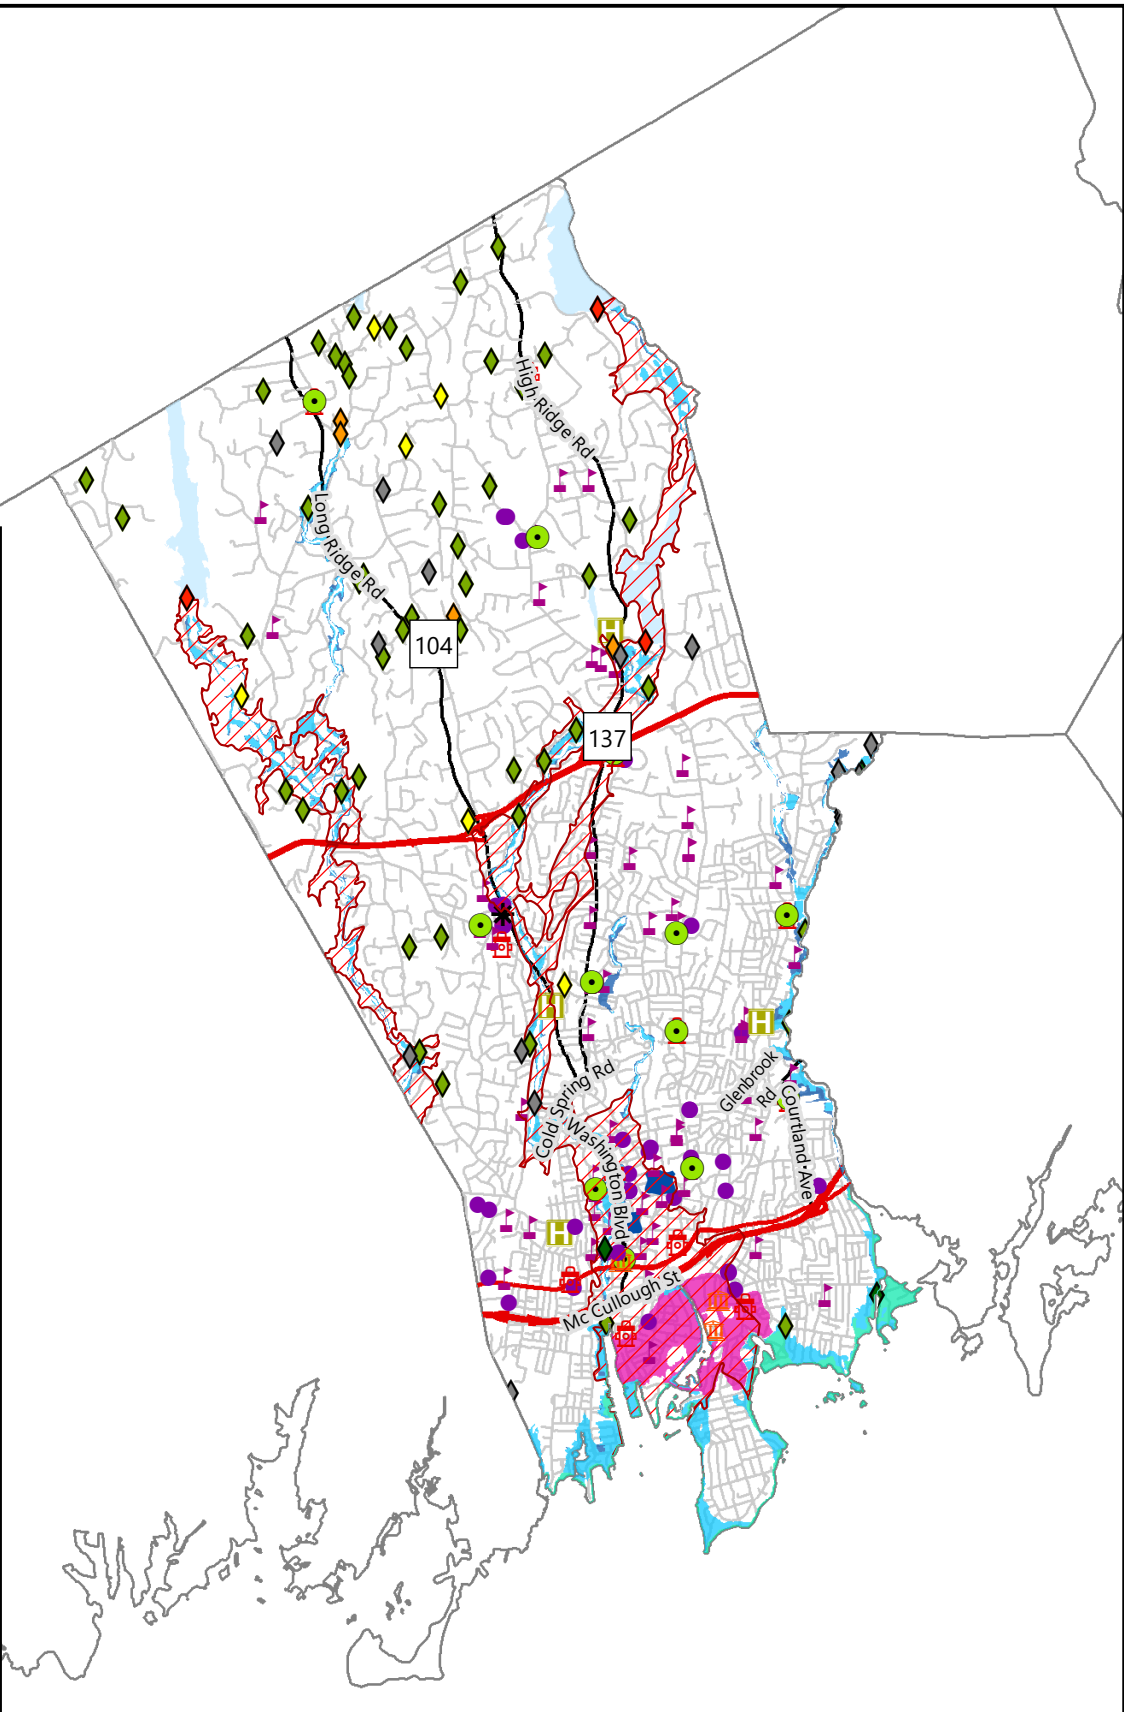 High Ridge Rd
Long Ridge Rd
104
137
Cold Spring Rd
Glenbrook
Rd
Courtland Ave
Washington Blvd
Mc Cullough St
H
H
H
H